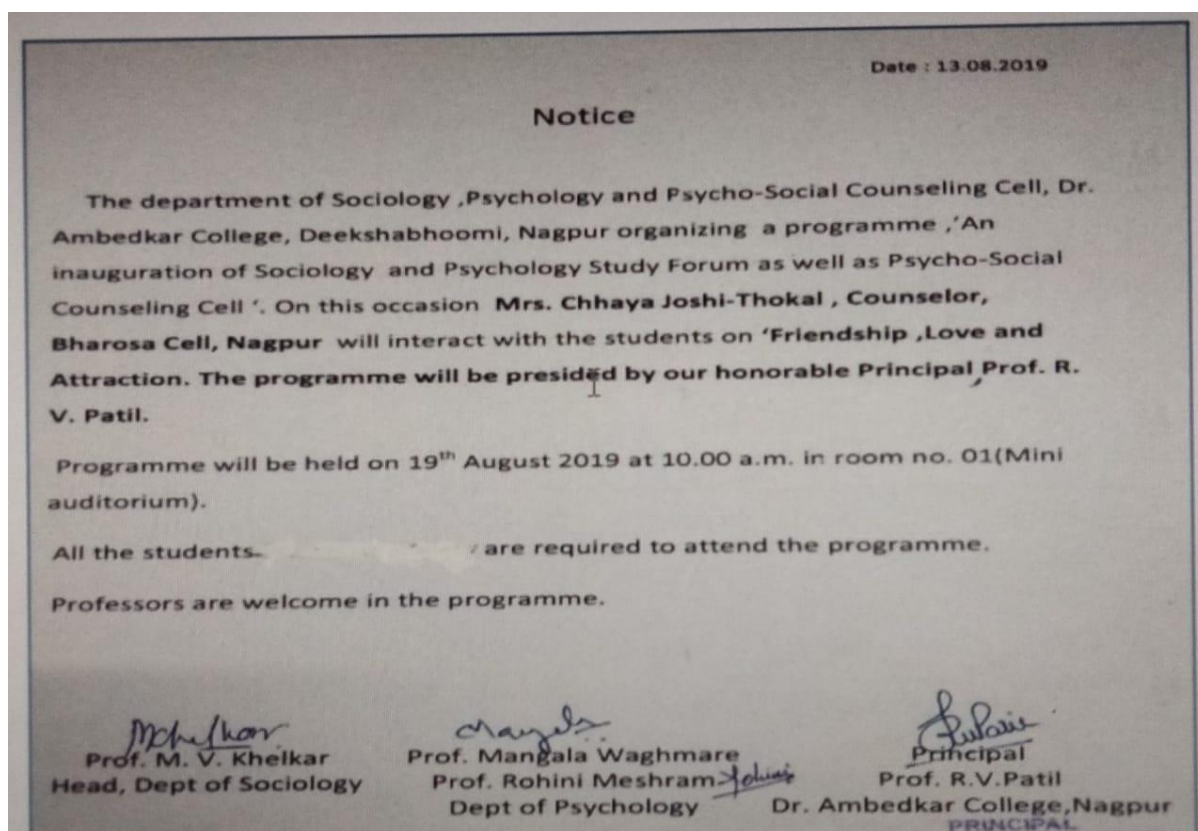 Date : 13.08.2019
Notice
The department of Sociology ,Psychology and Psycho-Social Counseling Cell, Dr.
Ambedkar College, Deekshabhoomi, Nagpur organizing a programme ,'An
inauguration of Sociology and Psychology Study Forum as well as Psycho-Social
Counseling Cell '. On this occasion Mrs. Chhaya Joshi-Thokal , Counselor,
Bharosa Cell, Nagpur will interact with the students on 'Friendship ,Love and
Attraction. The programme will be presided by our honorable Principal,Prof. R.
V. Patil.
Programme will be held on 19th August 2019 at 10.00 a.m. in room no. 01(Mini
auditorium).
All the students are required to attend the programme.
Professors are welcome in the programme.
Prof. M. V. Khelkar Prof. Mangala Waghmare Principal
Head, Dept of Sociology Prof. Rohini Meshram Prof. R.V.Patil
Dept of Psychology Dr. Ambedkar College,Nagpur
PRINCIPAL